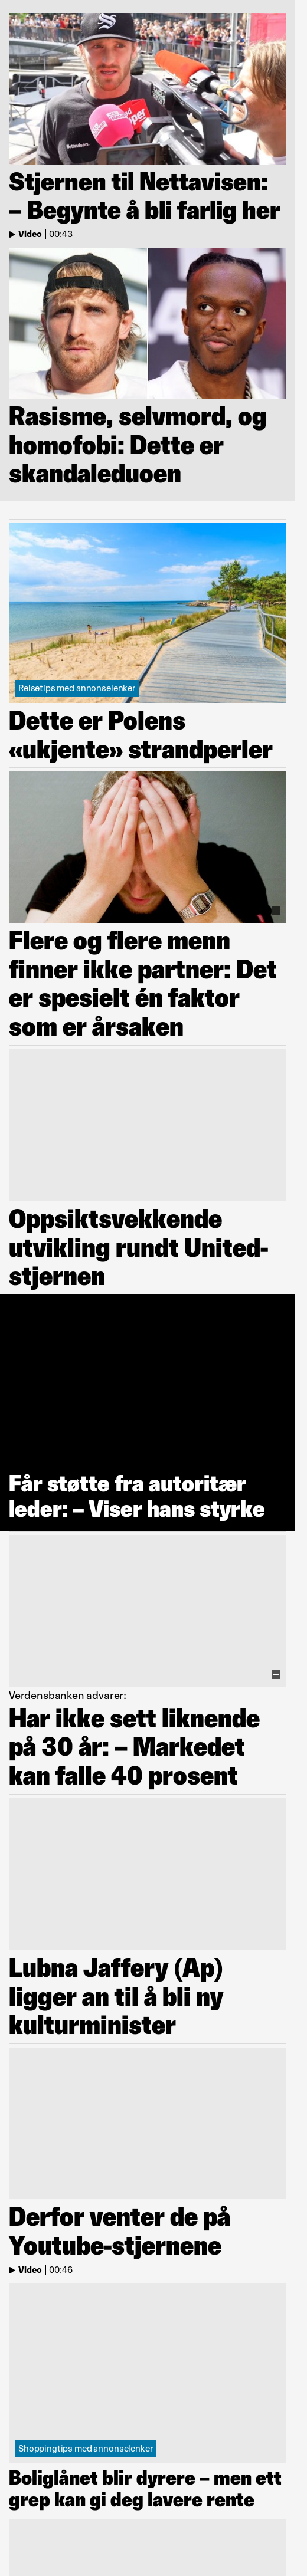 Stjernen til Nettavisen:
– Begynte å bli farlig her
Video | 00:43
Rasisme, selvmord, og
homofobi: Dette er
skandaleduoen
Reisetips med annonselenker
Dette er Polens
«ukjente» strandperler
Flere og flere menn
finner ikke partner: Det
er spesielt én faktor
som er årsaken
Oppsiktsvekkende
utvikling rundt United-
stjernen
Får støtte fra autoritær
leder: – Viser hans styrke
Verdensbanken advarer:
Har ikke sett liknende
på 30 år: – Markedet
kan falle 40 prosent
Lubna Jaffery (Ap)
ligger an til å bli ny
kulturminister
Derfor venter de på
Youtube-stjernene
Video | 00:46
Shoppingtips med annonselenker
Boliglånet blir dyrere – men ett
grep kan gi deg lavere rente